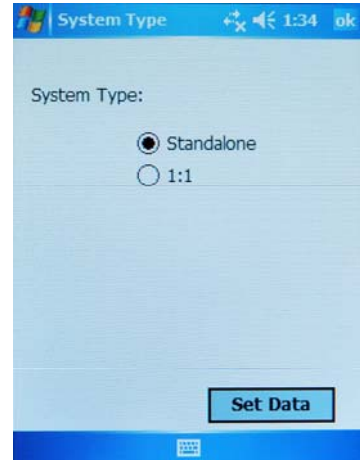 System Type 1:34 ok
System Type:
Standalone
1:1
Set Data